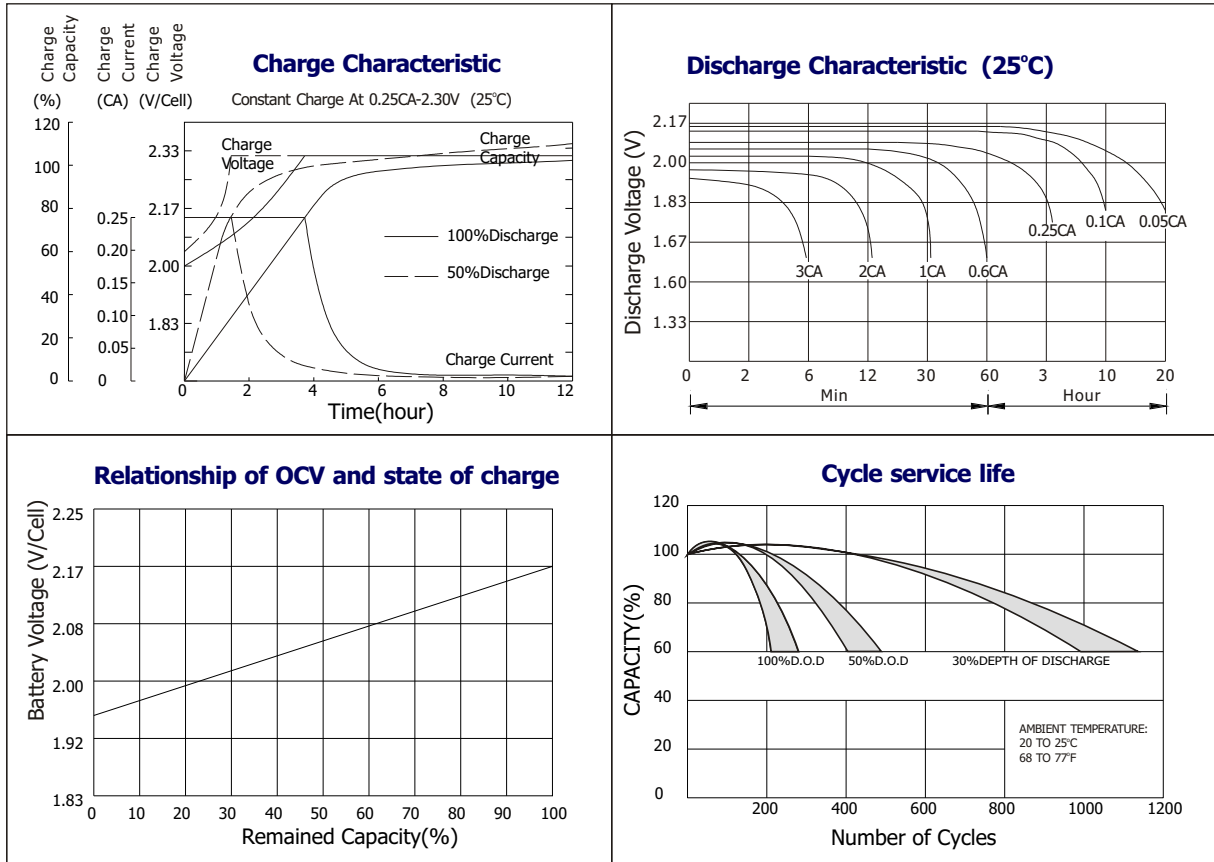 Charge Capacity
Charge Current
Charge Voltage
(%) (CA) (V/Cell)
Charge Characteristic
Constant Charge At 0.25CA-2.30V (25°C)
120
100
80
60
40
20
0
0.25
0.20
0.15
0.10
0.05
0
2.33
2.17
2.00
1.83
Charge Voltage
Charge Capacity
100%Discharge
50%Discharge
Charge Current
0 2 4 6 8 10 12
Time(hour)
Discharge Characteristic (25°C)
Discharge Voltage (V)
2.17
2.00
1.83
1.67
1.60
1.33
3CA 2CA 1CA 0.6CA 0.25CA 0.1CA 0.05CA
0 2 6 12 30 60 3 10 20
Min Hour
Relationship of OCV and state of charge
Battery Voltage (V/Cell)
2.25
2.17
2.08
2.00
1.92
1.83
0 10 20 30 40 50 60 70 80 90 100
Remained Capacity(%)
Cycle service life
CAPACITY(%)
120
100
80
60
40
20
0
100%D.O.D 50%D.O.D 30%DEPTH OF DISCHARGE
AMBIENT TEMPERATURE:
20 TO 25°C
68 TO 77°F
200 400 600 800 1000 1200
Number of Cycles